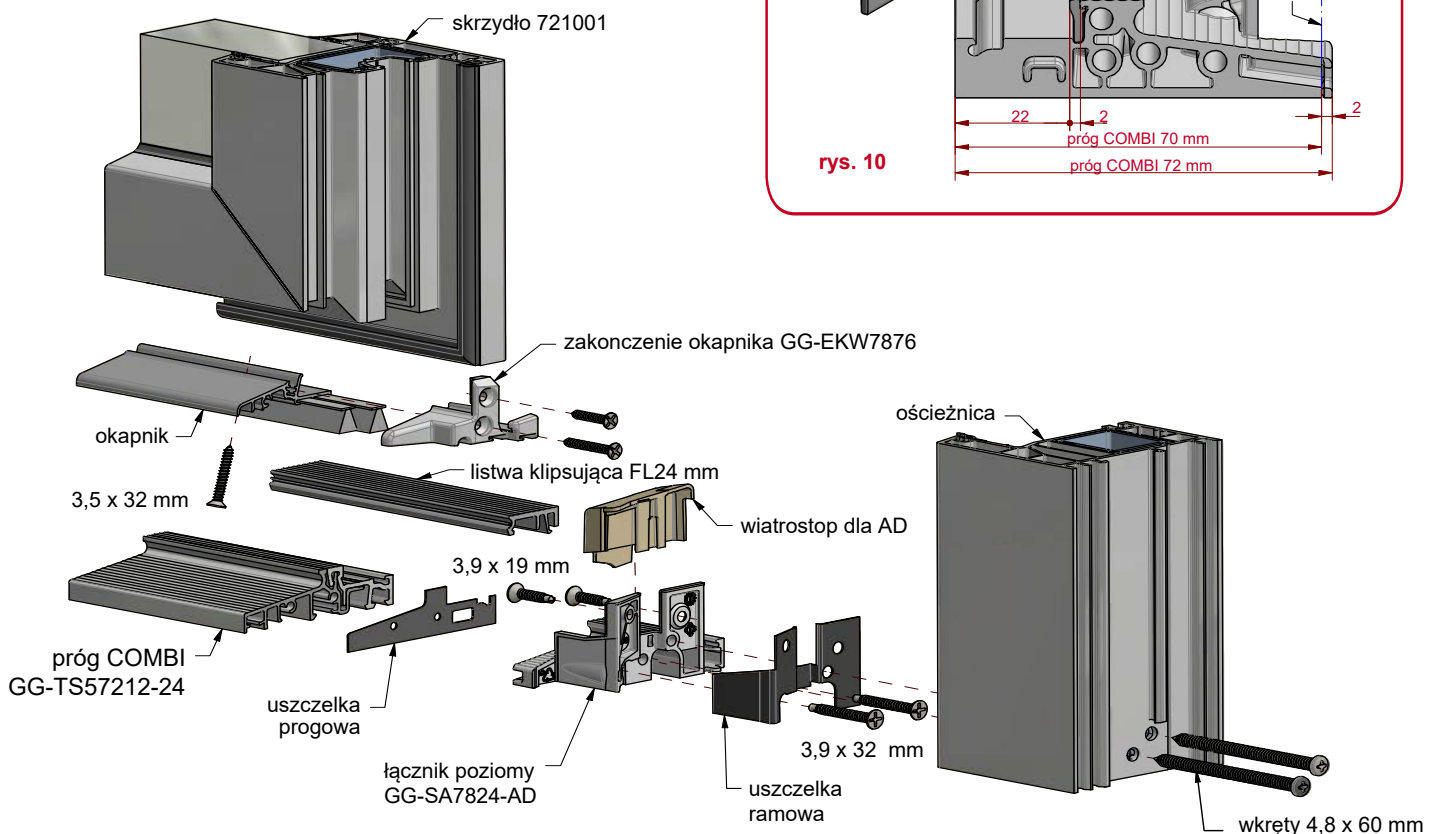 skrzydło 721001
22
2
2
próg COMBI 70 mm
próg COMBI 72 mm
rys. 10
zakonczenie okapnika GG-EKW7876
okapnik
ościeżnica
listwa klipsująca FL24 mm
3,5 x 32 mm
wiatrostop dla AD
3,9 x 19 mm
próg COMBI
GG-TS57212-24
uszczelka
progowa
3,9 x 32 mm
łącznik poziomy
GG-SA7824-AD
uszczelka
ramowa
wkręty 4,8 x 60 mm